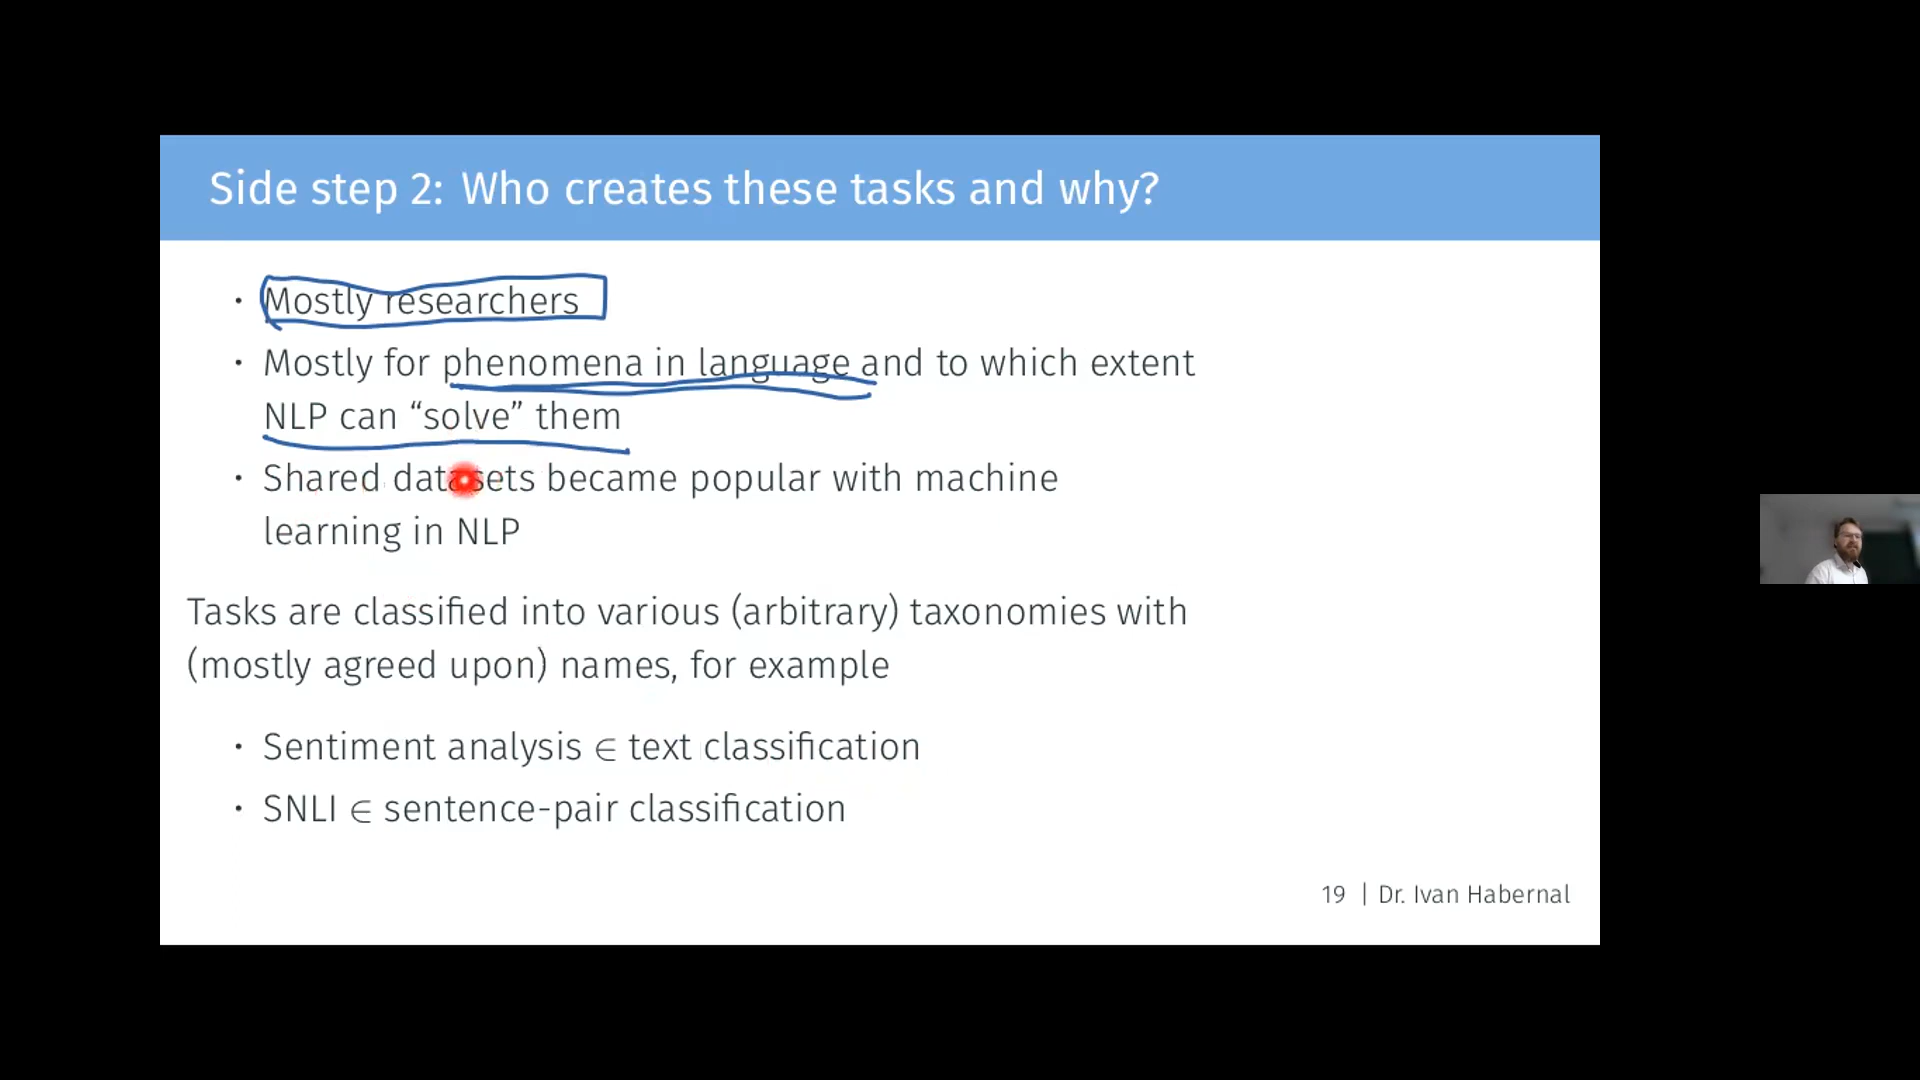 Side step 2: Who creates these tasks and why?
• Mostly researchers
• Mostly for phenomena in language and to which extent
NLP can “solve” them
• Shared datasets became popular with machine
learning in NLP
Tasks are classified into various (arbitrary) taxonomies with
(mostly agreed upon) names, for example
• Sentiment analysis ∈ text classification
• SNLI ∈ sentence-pair classification
19 | Dr. Ivan Habernal